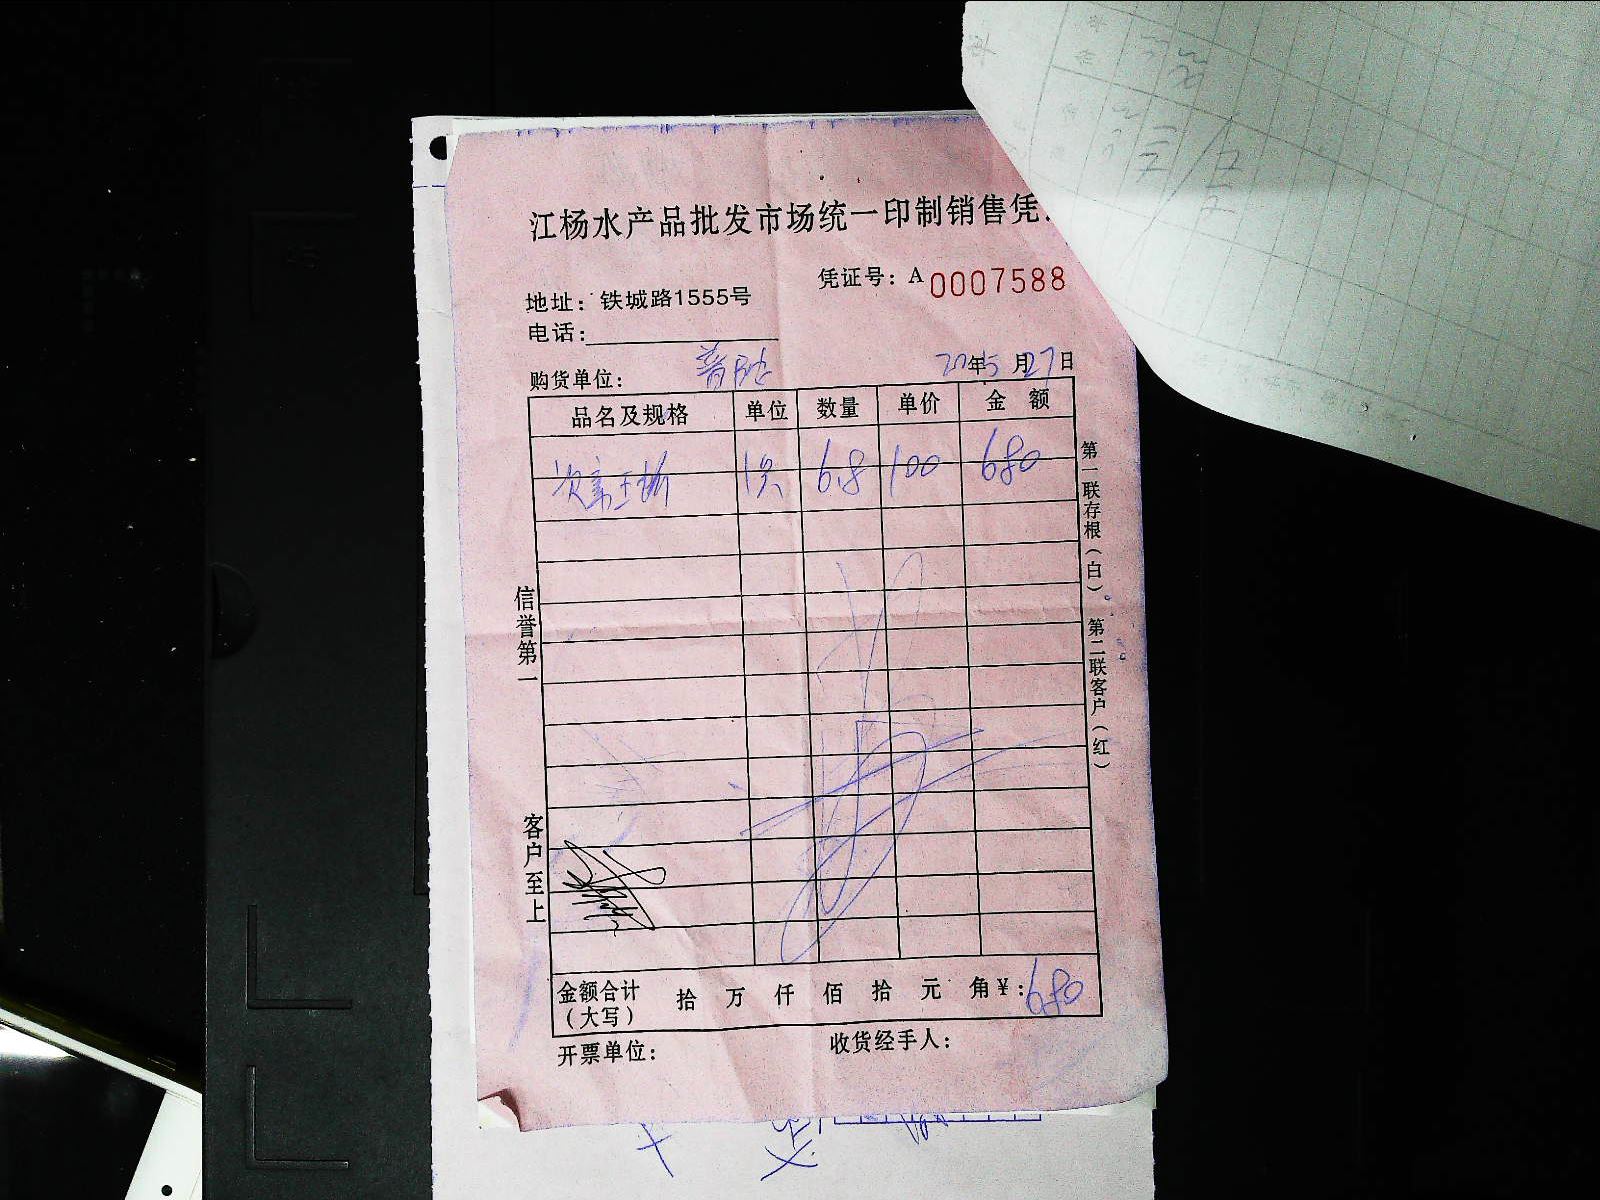 江杨水产品批发市场统一印制销售凭
凭证号：A 0007588
地址：铁城路1555号
电话：
购货单位： 20年5月27日
品名及规格 单位 数量 单价 金额
6.8 100 680
金额合计（大写） 拾 万 仟 佰 拾 元 角 ¥：680
开票单位： 收货经手人：
信誉第一
客户至上
第一联存根（白）。
第二联客户（红）